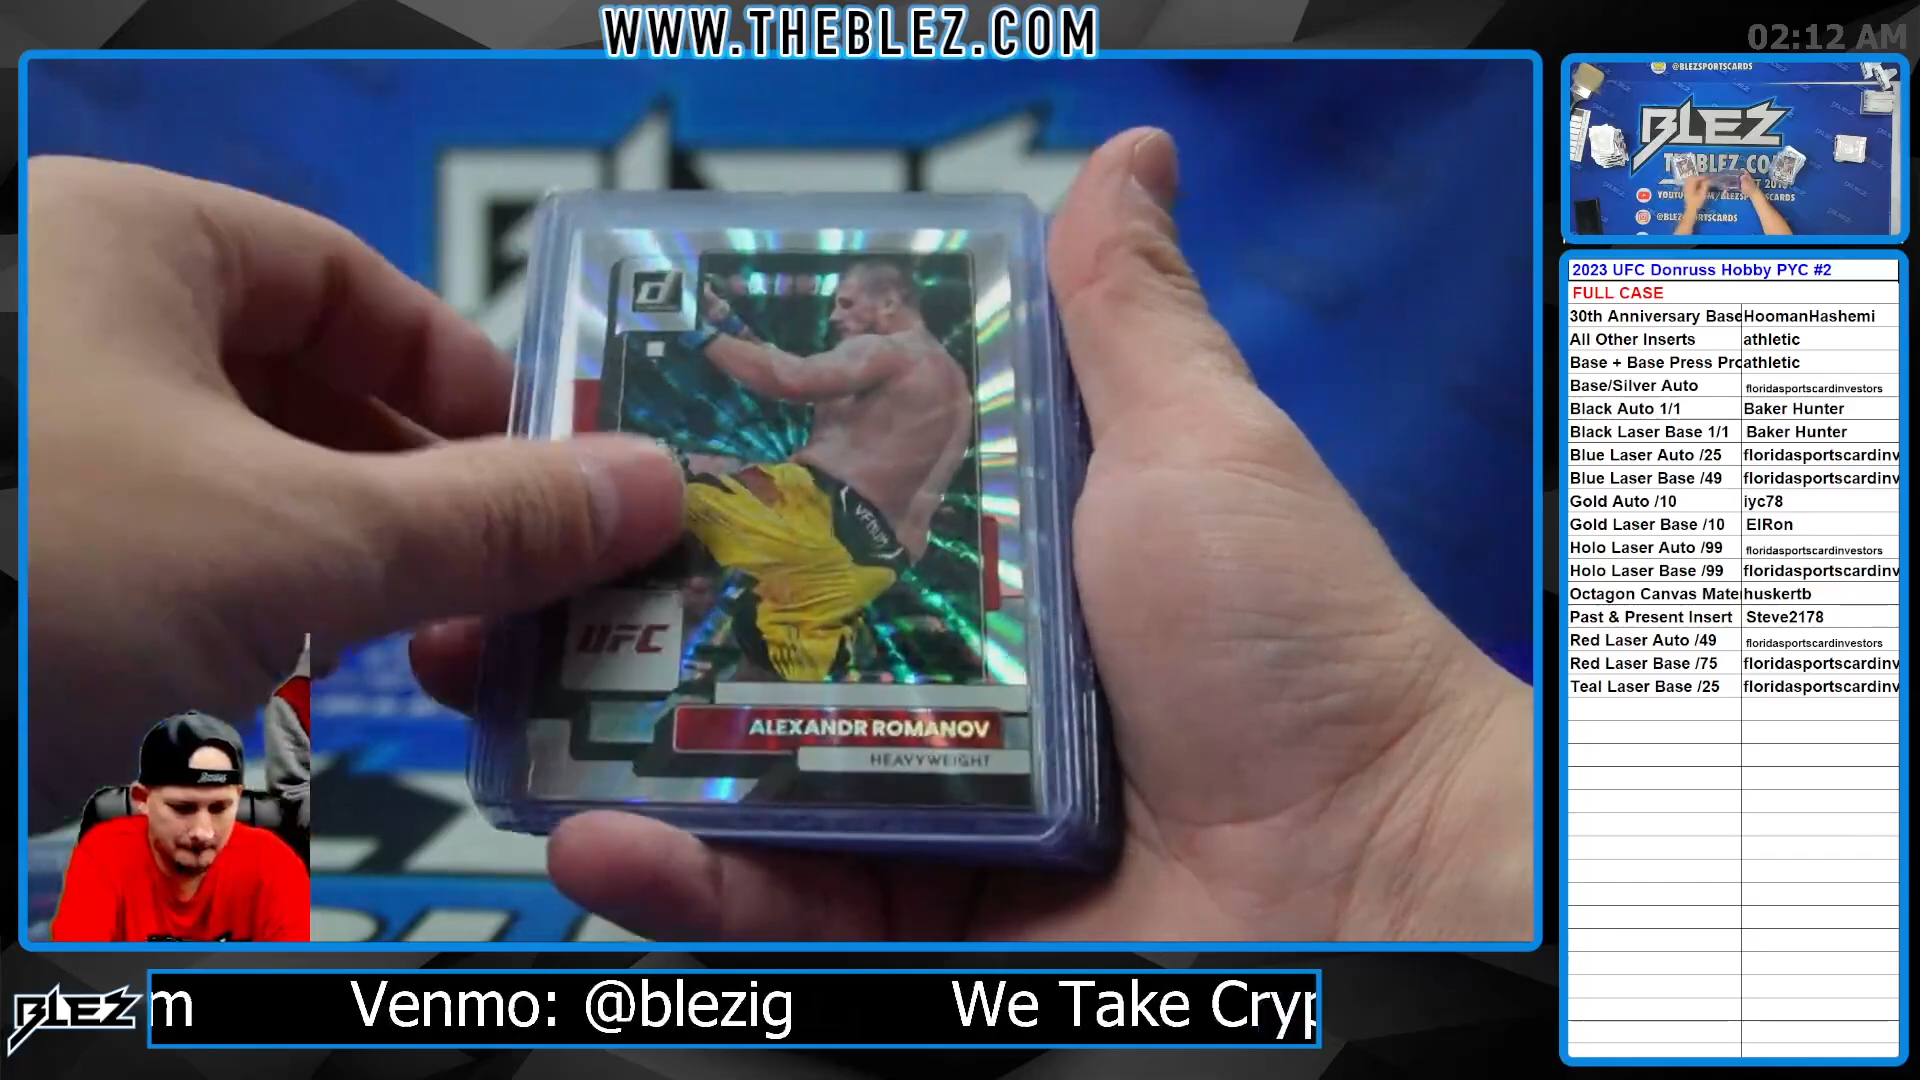 WWW.THEBLEZ.COM
02:12 AM
@BLEZSPORTSCARDS
BLEZ
@BLEZSPORTSCARDS
VENUM
UFC
ALEXANDR ROMANOV
HEAVYWEIGHT
2023 UFC Donruss Hobby PYC #2
FULL CASE
30th Anniversary Base HoomanHashemi
All Other Inserts athletic
Base + Base Press Pro athletic
Base/Silver Auto floridasportscardinvestors
Black Auto 1/1 Baker Hunter
Black Laser Base 1/1 Baker Hunter
Blue Laser Auto /25 floridasportscardinv
Blue Laser Base /49 floridasportscardinv
Gold Auto /10 iyc78
Gold Laser Base /10 ElRon
Holo Laser Auto /99 floridasportscardinvestors
Holo Laser Base /99 floridasportscardinv
Octagon Canvas Mate huskertb
Past & Present Insert Steve2178
Red Laser Auto /49 floridasportscardinvestors
Red Laser Base /75 floridasportscardinv
Teal Laser Base /25 floridasportscardinv
BLEZ
m Venmo: @blezig We Take Cryp